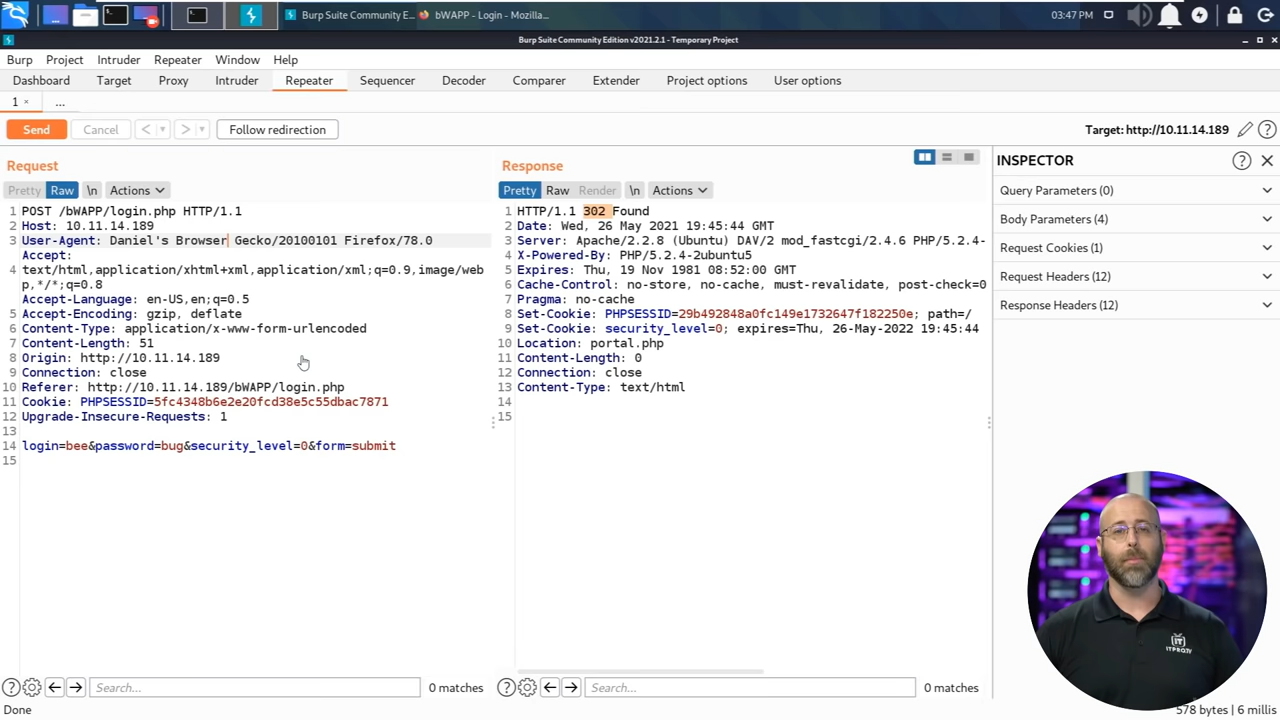 Burp Suite Community E...
bWAPP - Login - Mozilla...
03:47 PM
Burp Suite Community Edition v2021.2.1 - Temporary Project
Burp Project Intruder Repeater Window Help
Dashboard Target Proxy Intruder Repeater Sequencer Decoder Comparer Extender Project options User options
1 × ...
Send Cancel < > Follow redirection
Target: http://10.11.14.189
Request
Pretty Raw \n Actions
1 POST /bWAPP/login.php HTTP/1.1
2 Host: 10.11.14.189
3 User-Agent: Daniel's Browser Gecko/20100101 Firefox/78.0
Accept:
4 text/html,application/xhtml+xml,application/xml;q=0.9,image/web
p,*/*;q=0.8
Accept-Language: en-US,en;q=0.5
5 Accept-Encoding: gzip, deflate
6 Content-Type: application/x-www-form-urlencoded
7 Content-Length: 51
8 Origin: http://10.11.14.189
9 Connection: close
10 Referer: http://10.11.14.189/bWAPP/login.php
11 Cookie: PHPSESSID=5fc4348b6e2e20fcd38e5c55dbac7871
12 Upgrade-Insecure-Requests: 1
13
14 login=bee&password=bug&security_level=0&form=submit
15
Search...
0 matches
Response
Pretty Raw Render \n Actions
1 HTTP/1.1 302 Found
2 Date: Wed, 26 May 2021 19:45:44 GMT
3 Server: Apache/2.2.8 (Ubuntu) DAV/2 mod_fastcgi/2.4.6 PHP/5.2.4-
4 X-Powered-By: PHP/5.2.4-2ubuntu5
5 Expires: Thu, 19 Nov 1981 08:52:00 GMT
6 Cache-Control: no-store, no-cache, must-revalidate, post-check=0
7 Pragma: no-cache
8 Set-Cookie: PHPSESSID=29b492848a0fc149e1732647f182250e; path=/
9 Set-Cookie: security_level=0; expires=Thu, 26-May-2022 19:45:44
10 Location: portal.php
11 Content-Length: 0
12 Connection: close
13 Content-Type: text/html
14
15
Search...
0 matches
INSPECTOR
Query Parameters (0)
Body Parameters (4)
Request Cookies (1)
Request Headers (12)
Response Headers (12)
ITPROTV
Done
578 bytes | 6 millis